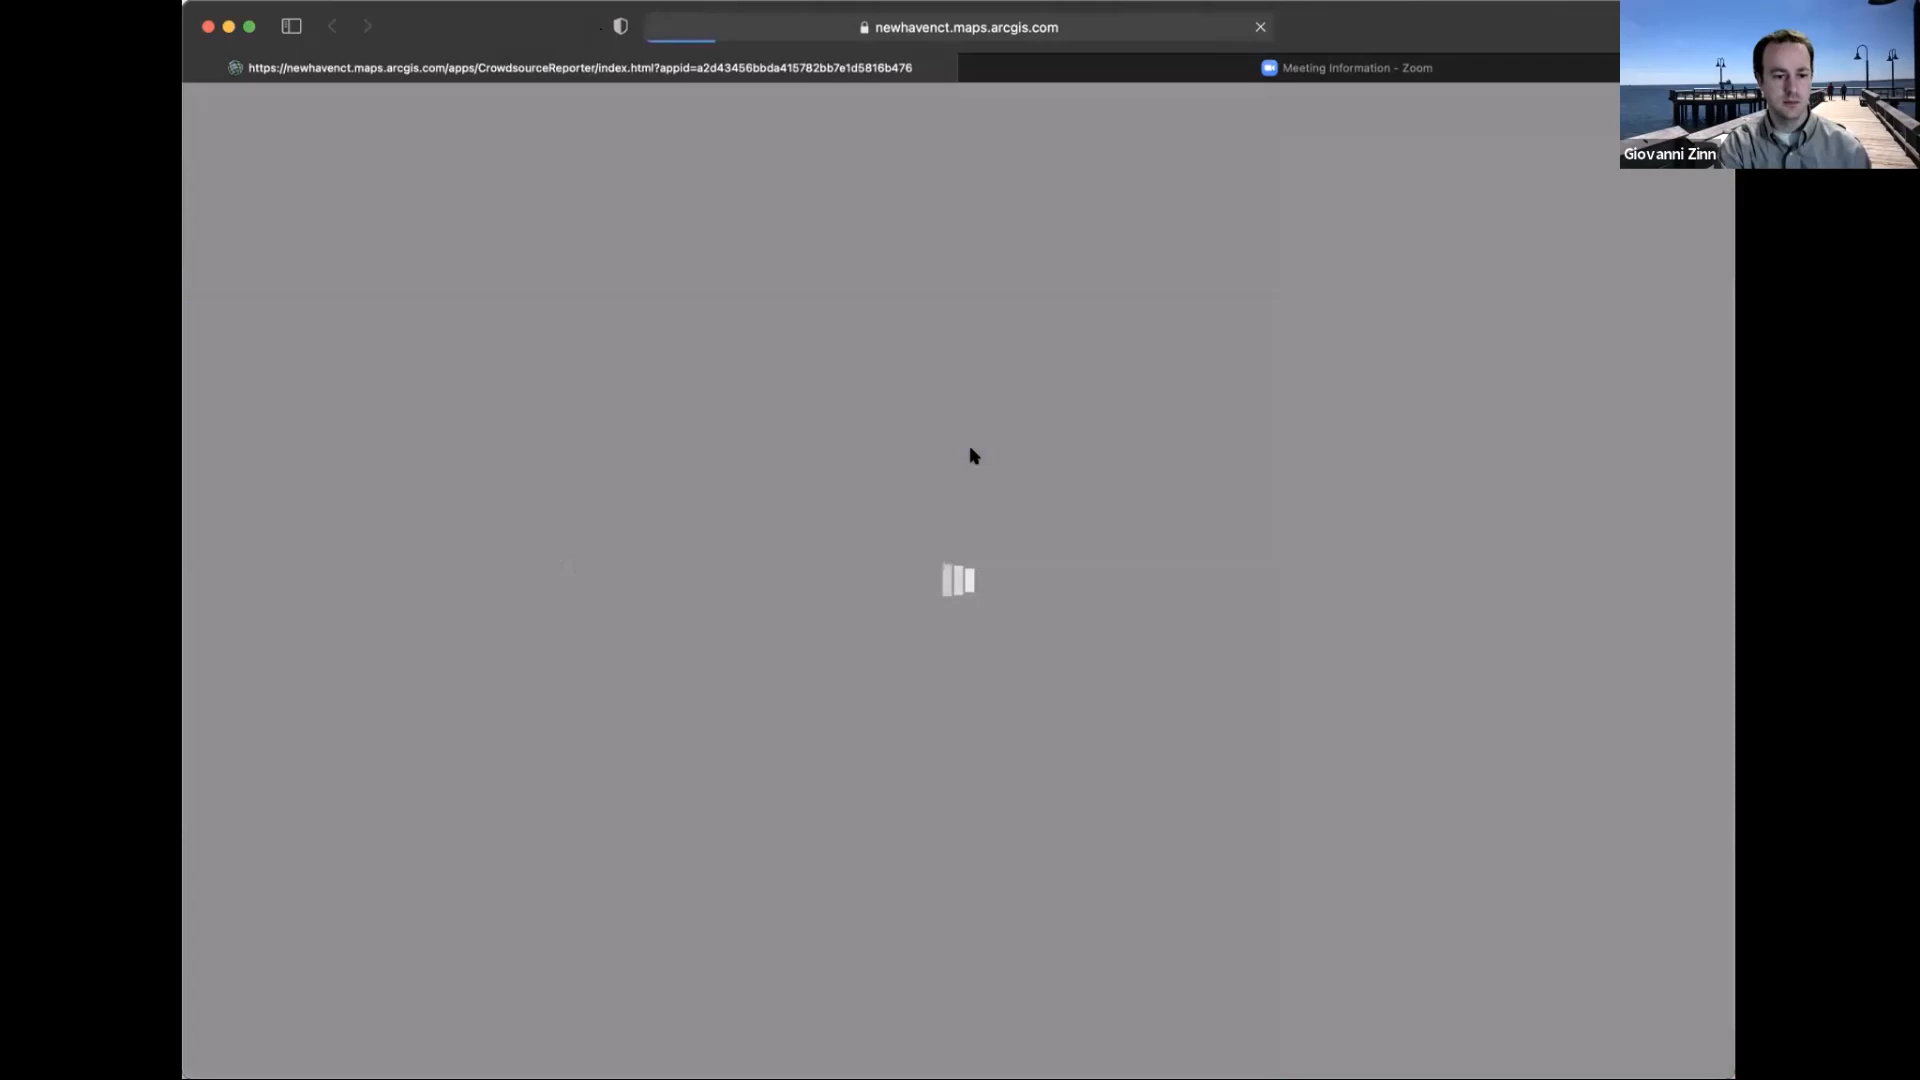 newhavenct.maps.arcgis.com
https://newhavenct.maps.arcgis.com/apps/CrowdsourceReporter/index.html?appid=a2d43456bbda415782bb7e1d5816b476
Meeting Information - Zoom
Giovanni Zinn